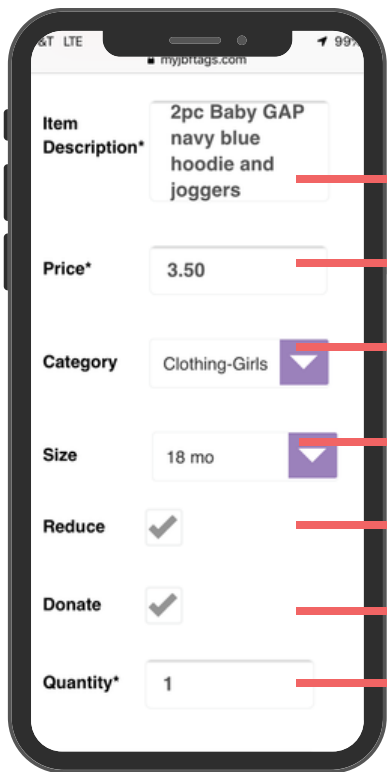 &T LTE 99%
myjbftags.com
Item
Description*
2pc Baby GAP
navy blue
hoodie and
joggers
Price*
3.50
Category
Clothing-Girls
Size
18 mo
Reduce
Donate
Quantity*
1